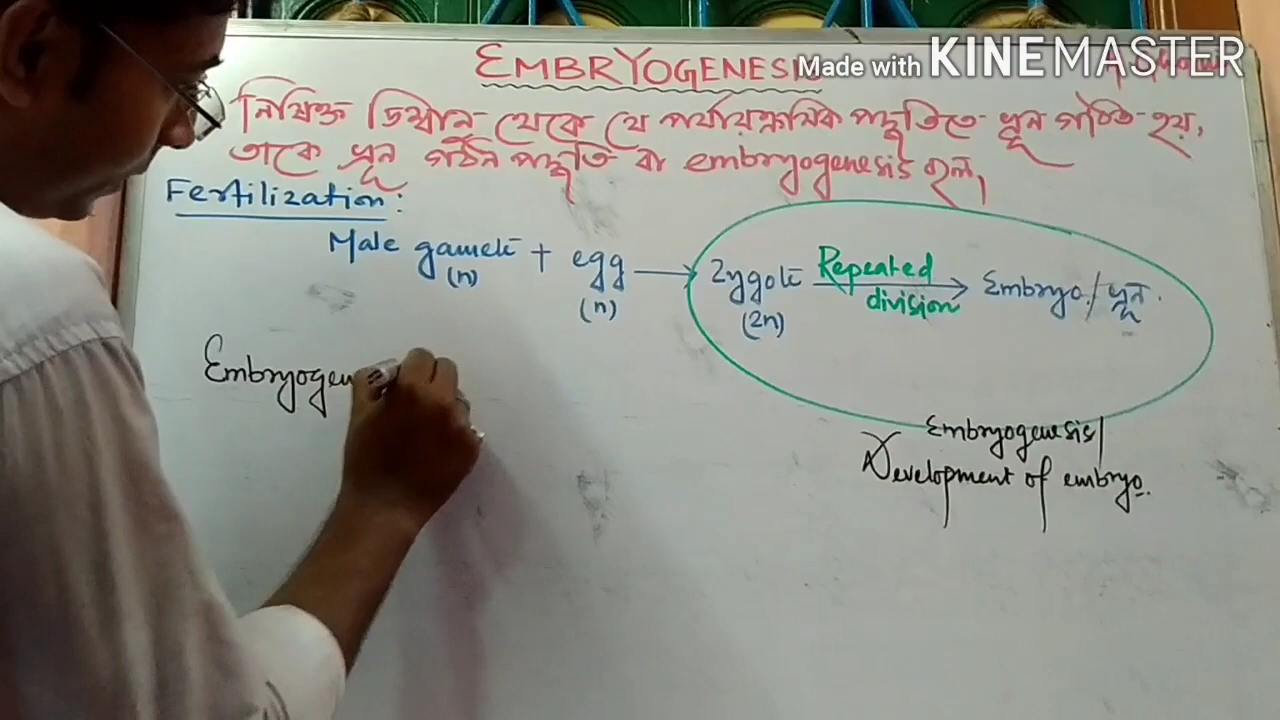 EMBRYOGENESIS
Made with KINEMASTER
নিষিক্ত ডিম্বানু থেকে যে পর্যায়ক্রমিক পদ্ধতিতে ভ্রূন গঠিত হয়,
তাকে ভ্রূন গঠন পদ্ধতি বা embryogenesis বলে,
Fertilization:
Male gamete + egg → Zygote Repeated division → Embryo/ভ্রূন.
(n) (n) (2n)
Embryogen
Embryogenesis/
Development of embryo.